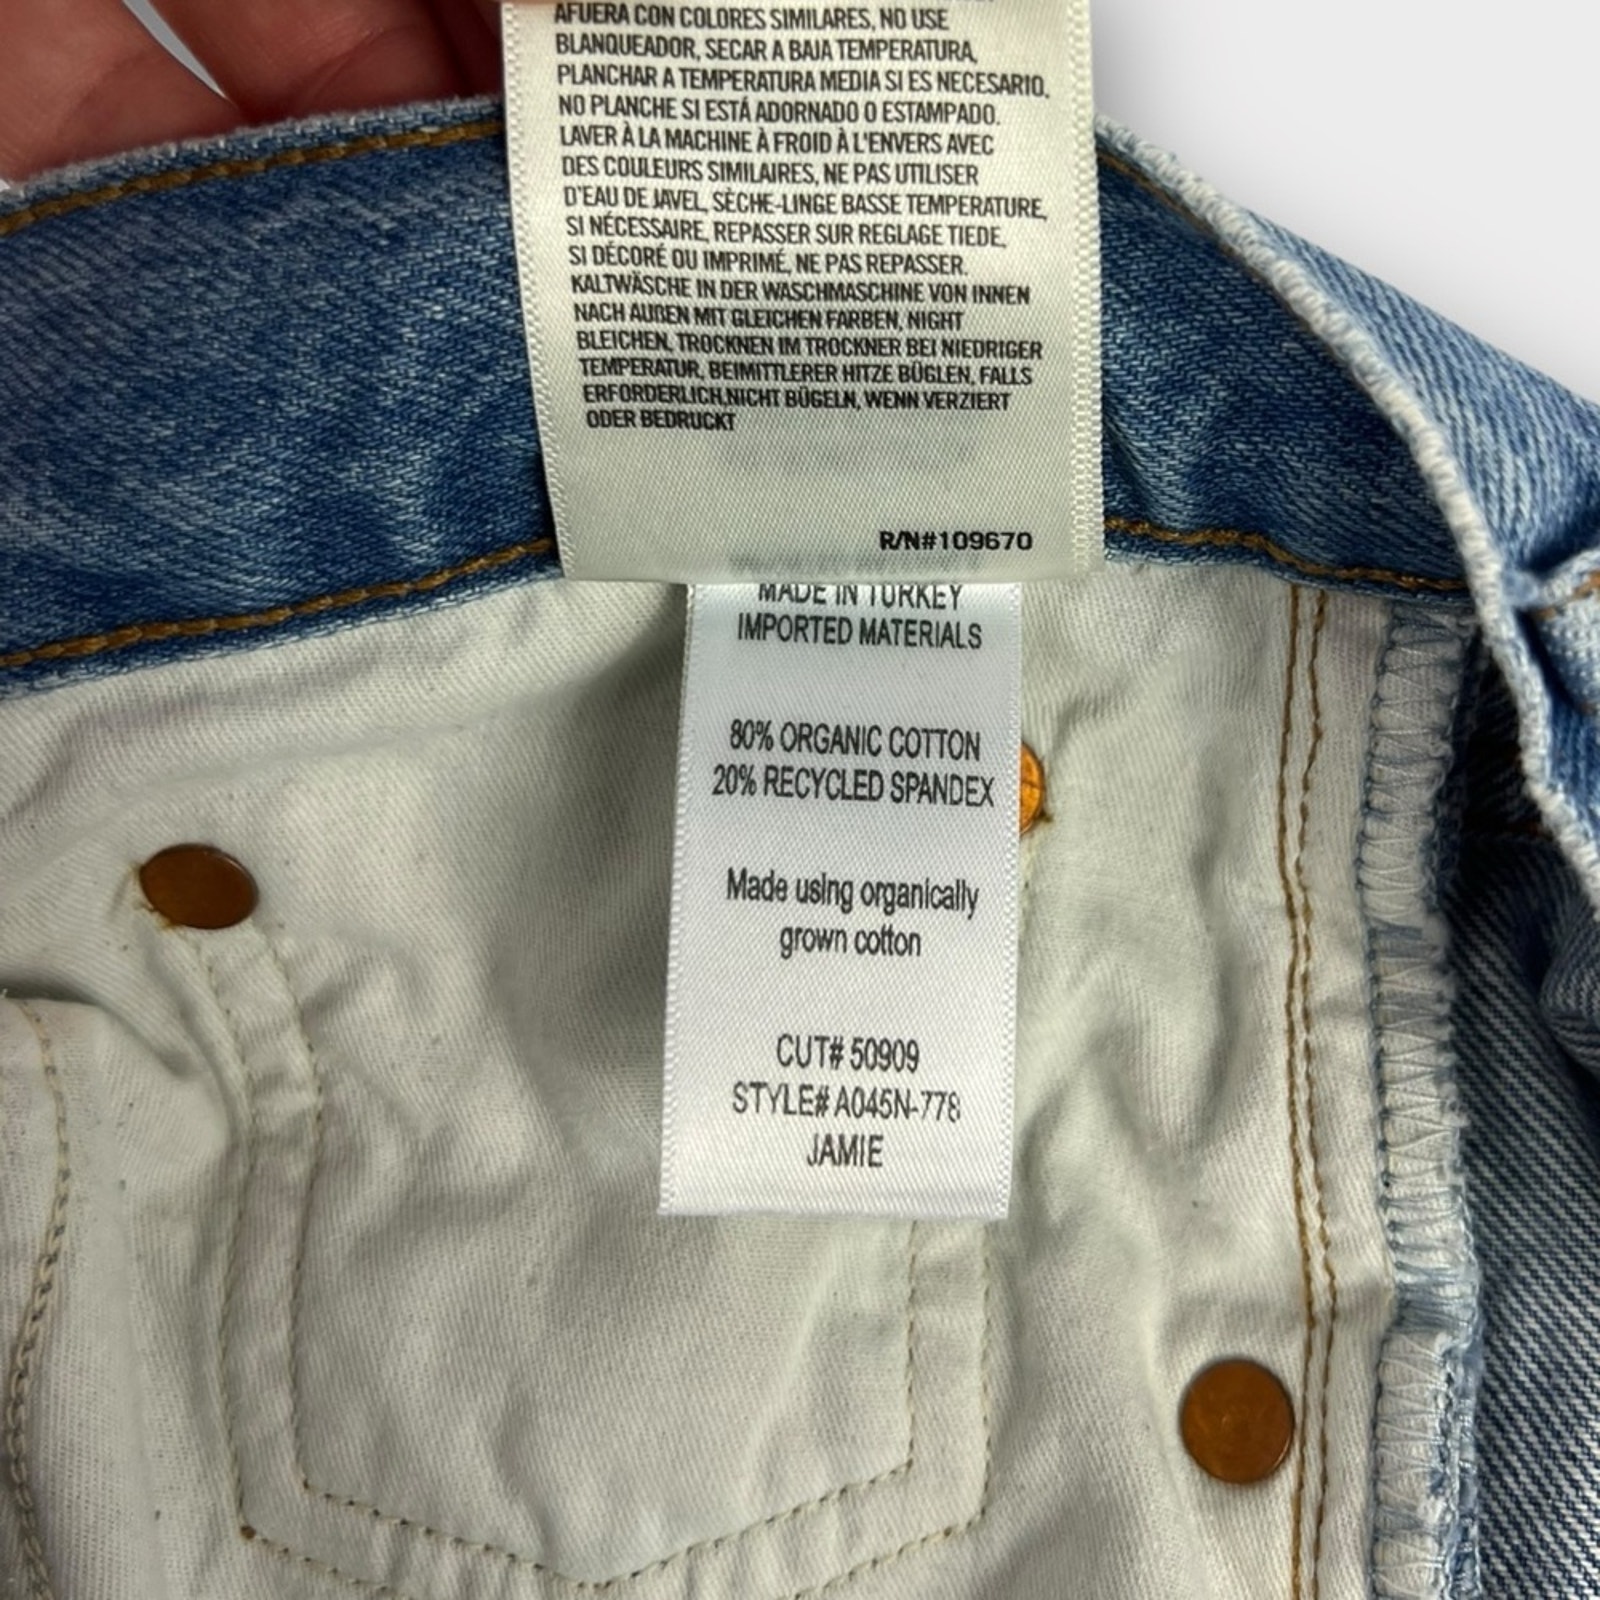 AFUERA CON COLORES SIMILARES, NO USE
BLANQUEADOR, SECAR A BAJA TEMPERATURA,
PLANCHAR A TEMPERATURA MEDIA SI ES NECESARIO.
NO PLANCHE SI ESTÁ ADORNADO O ESTAMPADO.
LAVER À LA MACHINE À FROID À L'ENVERS AVEC
DES COULEURS SIMILAIRES, NE PAS UTILISER
D'EAU DE JAVEL, SÈCHE-LINGE BASSE TEMPERATURE,
SI NÉCESSAIRE, REPASSER SUR REGLAGE TIEDE,
SI DÉCORÉ OU IMPRIMÉ, NE PAS REPASSER.
KALTWÄSCHE IN DER WASCHMASCHINE VON INNEN
NACH AUßEN MIT GLEICHEN FARBEN, NIGHT
BLEICHEN, TROCKNEN IM TROCKNER BEI NIEDRIGER
TEMPERATUR, BEIMITTLERER HITZE BÜGLEN, FALLS
ERFORDERLICH,NICHT BÜGELN, WENN VERZIERT
ODER BEDRUCKT
R/N#109670
MADE IN TURKEY
IMPORTED MATERIALS
80% ORGANIC COTTON
20% RECYCLED SPANDEX
Made using organically
grown cotton
CUT# 50909
STYLE# A045N-778
JAMIE